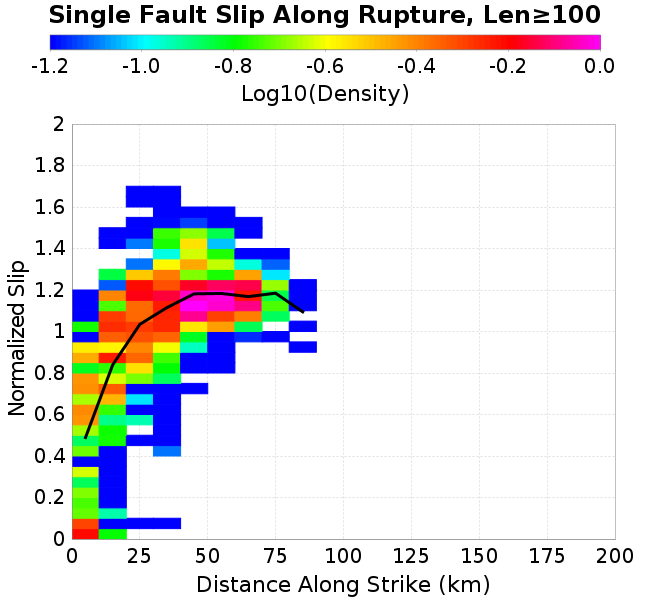 Single Fault Slip Along Rupture, Len≥100
-1.2 -1.0 -0.8 -0.6 -0.4 -0.2 0.0
Log10(Density)
2
1.8
1.6
1.4
1.2
1
0.8
0.6
0.4
0.2
0
Normalized Slip
0 25 50 75 100 125 150 175 200
Distance Along Strike (km)